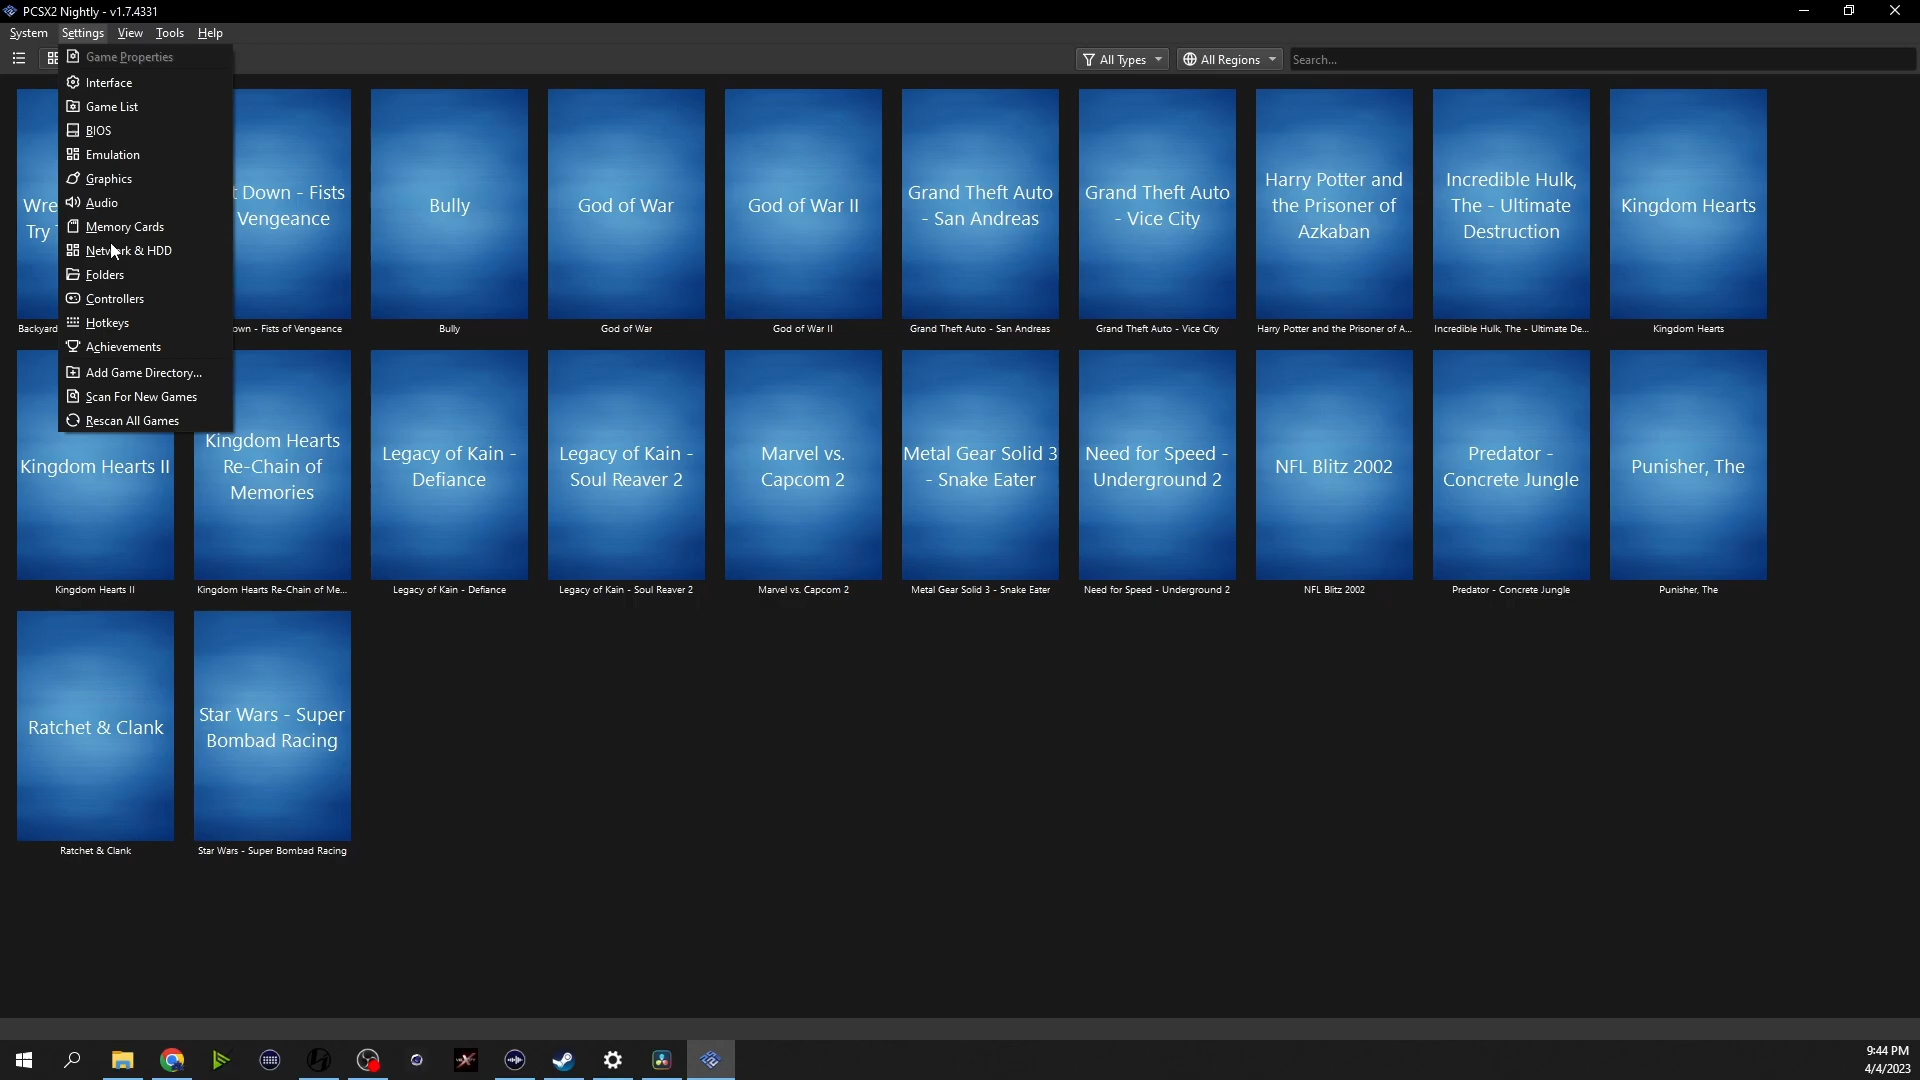 PCSX2 Nightly - v1.7.4331
System Settings View Tools Help
All Types All Regions Search...
Game Properties
Interface
Game List
BIOS
Emulation
Graphics
Audio
Memory Cards
Network & HDD
Folders
Controllers
Hotkeys
Achievements
Add Game Directory...
Scan For New Games
Rescan All Games
Wre
Try
Backyard
t Down - Fists
Vengeance
own - Fists of Vengeance
Bully
Bully
God of War
God of War
God of War II
God of War II
Grand Theft Auto
- San Andreas
Grand Theft Auto - San Andreas
Grand Theft Auto
- Vice City
Grand Theft Auto - Vice City
Harry Potter and
the Prisoner of
Azkaban
Harry Potter and the Prisoner of A...
Incredible Hulk,
The - Ultimate
Destruction
Incredible Hulk, The - Ultimate De...
Kingdom Hearts
Kingdom Hearts
Kingdom Hearts II
Kingdom Hearts II
Kingdom Hearts
Re-Chain of
Memories
Kingdom Hearts Re-Chain of Me...
Legacy of Kain -
Defiance
Legacy of Kain - Defiance
Legacy of Kain -
Soul Reaver 2
Legacy of Kain - Soul Reaver 2
Marvel vs.
Capcom 2
Marvel vs. Capcom 2
Metal Gear Solid 3
- Snake Eater
Metal Gear Solid 3 - Snake Eater
Need for Speed -
Underground 2
Need for Speed - Underground 2
NFL Blitz 2002
NFL Blitz 2002
Predator -
Concrete Jungle
Predator - Concrete Jungle
Punisher, The
Punisher, The
Ratchet & Clank
Ratchet & Clank
Star Wars - Super
Bombad Racing
Star Wars - Super Bombad Racing
9:44 PM
4/4/2023